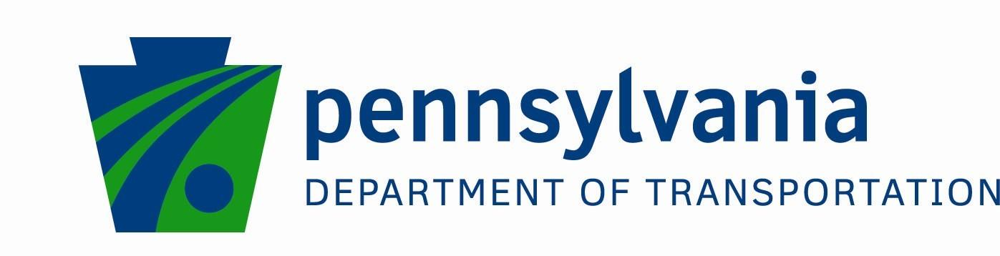 pennsylvania
DEPARTMENT OF TRANSPORTATION